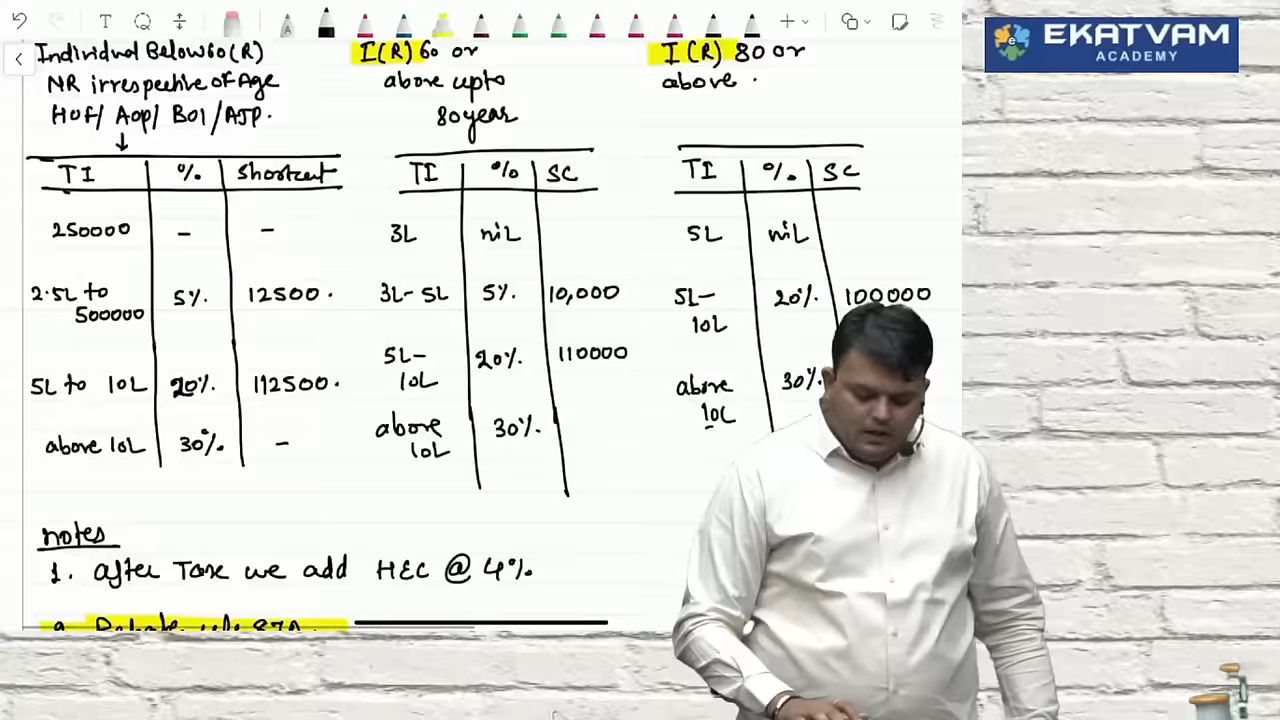 EKATVAM
ACADEMY
e
Individual Below 60 (R)
NR irrespective of Age
HUF/ AOP/ BOI / AJP.
TI % Shortcut
250000 – –
2.5L to 500000 5% 12500.
5L to 10L 20% 112500.
above 10L 30% –
I(R) 60 or
above upto
80 year
TI % SC
3L niL
3L – 5L 5% 10,000
5L – 10L 20% 110000
above 10L 30%.
I(R) 80 or
above .
TI %. SC
5L niL
5L – 10L 20% 100000
above 10L 30%
notes
1. after Tax we add HEC @ 4%